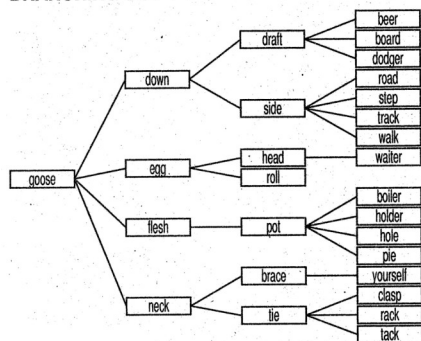 goose
down
egg
flesh
neck
draft
side
head
roll
pot
brace
tie
beer
board
dodger
road
step
track
walk
waiter
boiler
holder
hole
pie
yourself
clasp
rack
tack